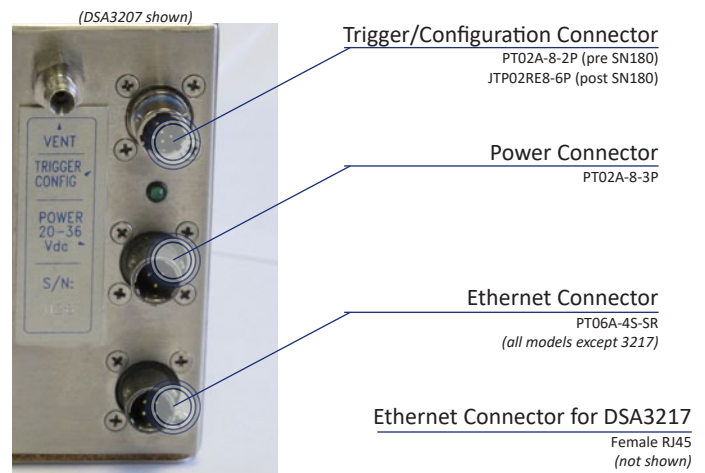 (DSA3207 shown)
Trigger/Configuration Connector
PT02A-8-2P (pre SN180)
JTP02RE8-6P (post SN180)
VENT
TRIGGER
CONFIG
Power Connector
PT02A-8-3P
POWER
20-36
Vdc
S/N:
Ethernet Connector
PT06A-4S-SR
(all models except 3217)
Ethernet Connector for DSA3217
Female RJ45
(not shown)